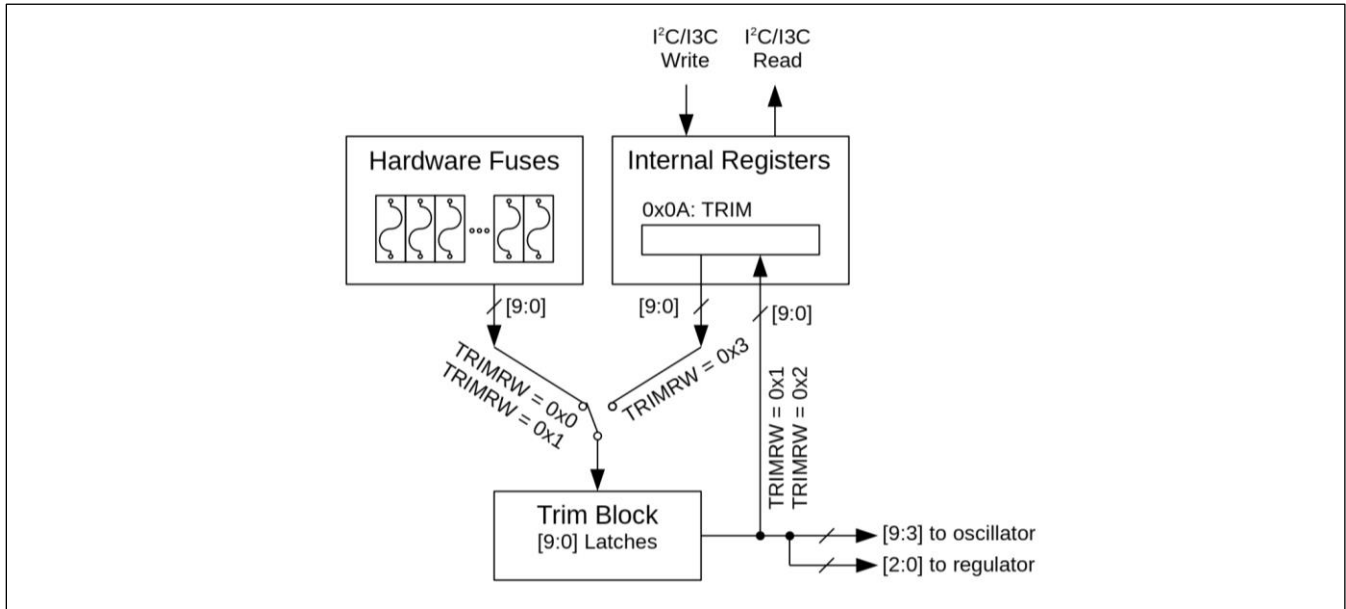 I²C/I3C
Write
I²C/I3C
Read
Hardware Fuses
Internal Registers
0x0A: TRIM
[9:0]
[9:0]
[9:0]
TRIMRW = 0x0
TRIMRW = 0x1
TRIMRW = 0x3
TRIMRW = 0x1
TRIMRW = 0x2
Trim Block
[9:0] Latches
[9:3] to oscillator
[2:0] to regulator